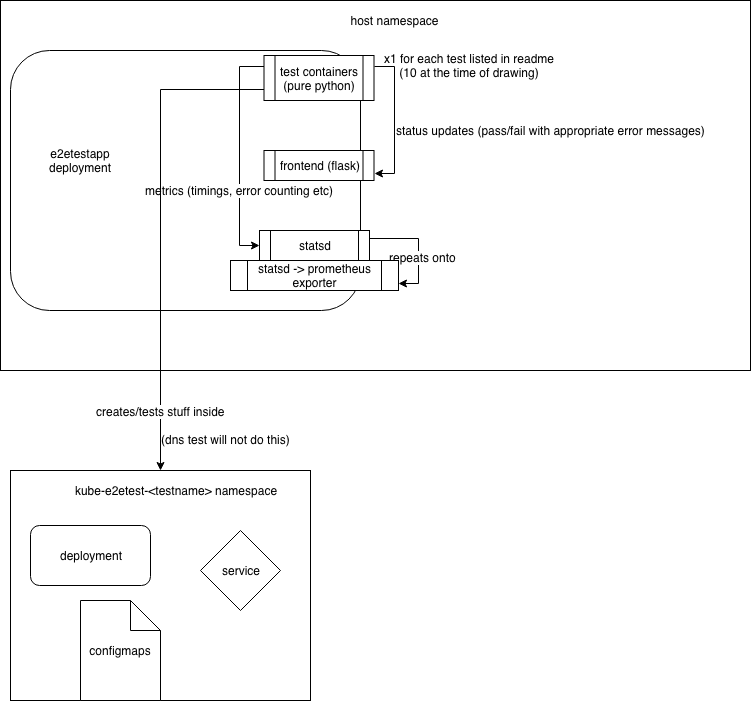 host namespace
x1 for each test listed in readme
(10 at the time of drawing)
test containers
(pure python)
status updates (pass/fail with appropriate error messages)
e2etestapp
deployment
frontend (flask)
metrics (timings, error counting etc)
statsd
repeats onto
statsd -> prometheus
exporter
creates/tests stuff inside
(dns test will not do this)
kube-e2etest-<testname> namespace
deployment
service
configmaps